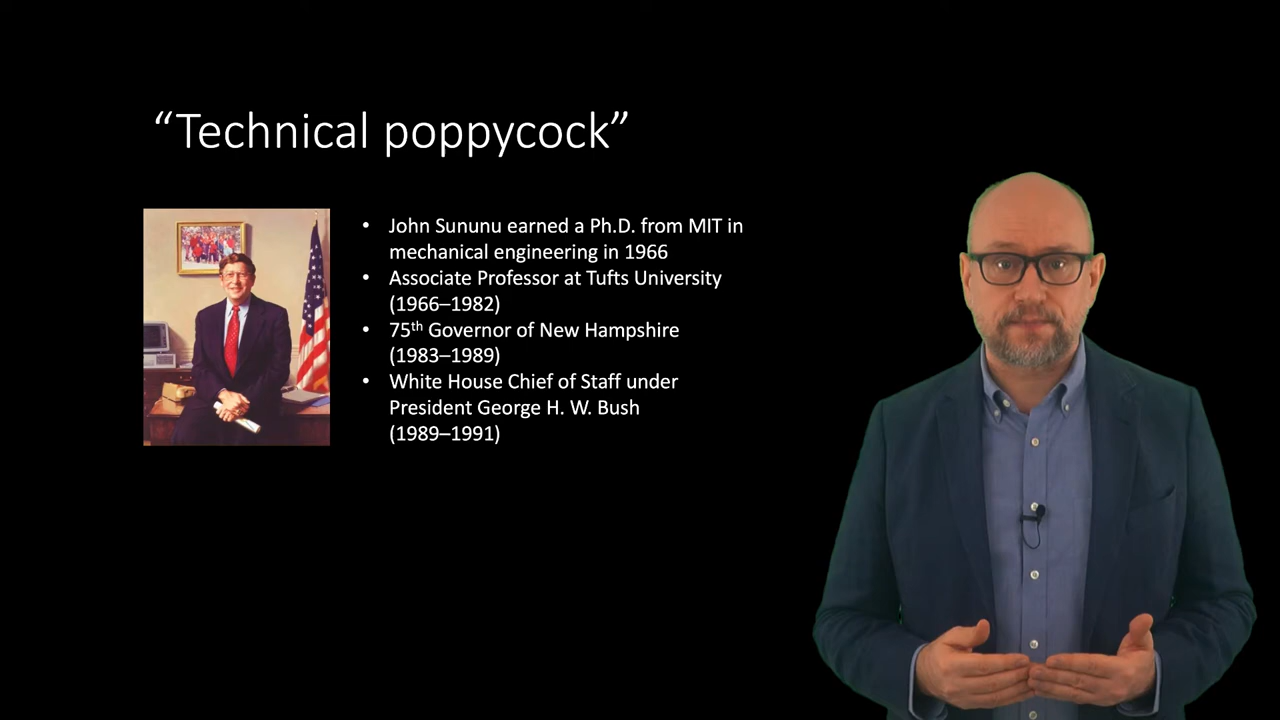 “Technical poppycock”
• John Sununu earned a Ph.D. from MIT in
mechanical engineering in 1966
• Associate Professor at Tufts University
(1966–1982)
• 75th Governor of New Hampshire
(1983–1989)
• White House Chief of Staff under
President George H. W. Bush
(1989–1991)